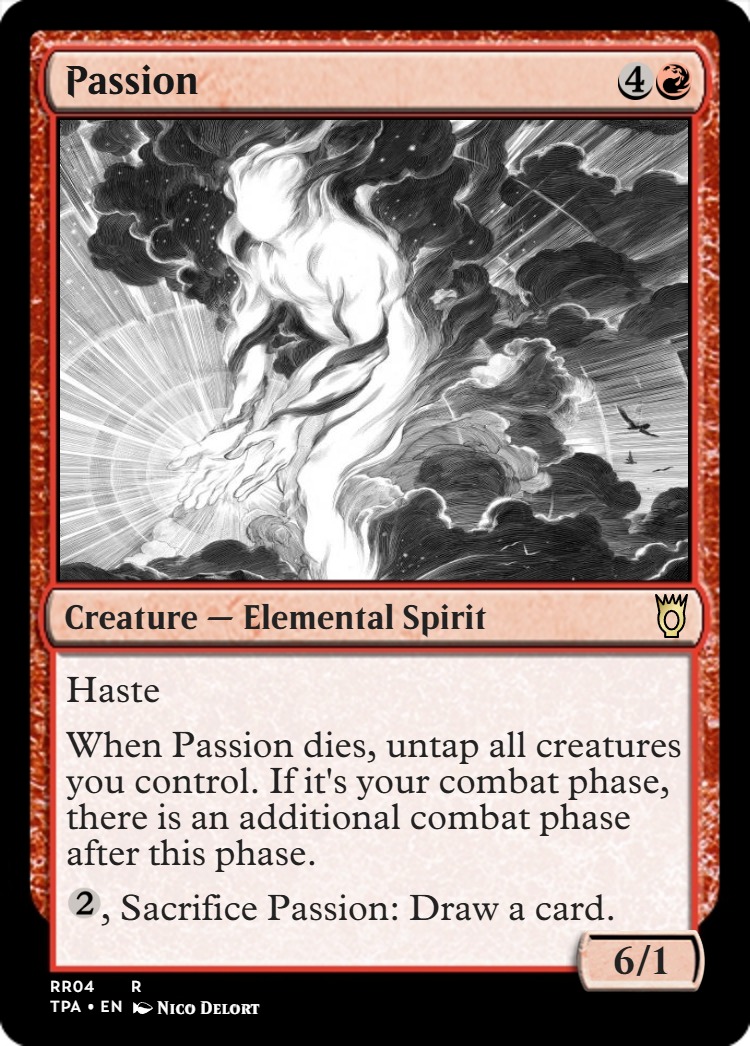 Passion 4
Creature — Elemental Spirit
Haste
When Passion dies, untap all creatures
you control. If it's your combat phase,
there is an additional combat phase
after this phase.
2, Sacrifice Passion: Draw a card.
6/1
RR04 R
TPA • EN Nico Delort